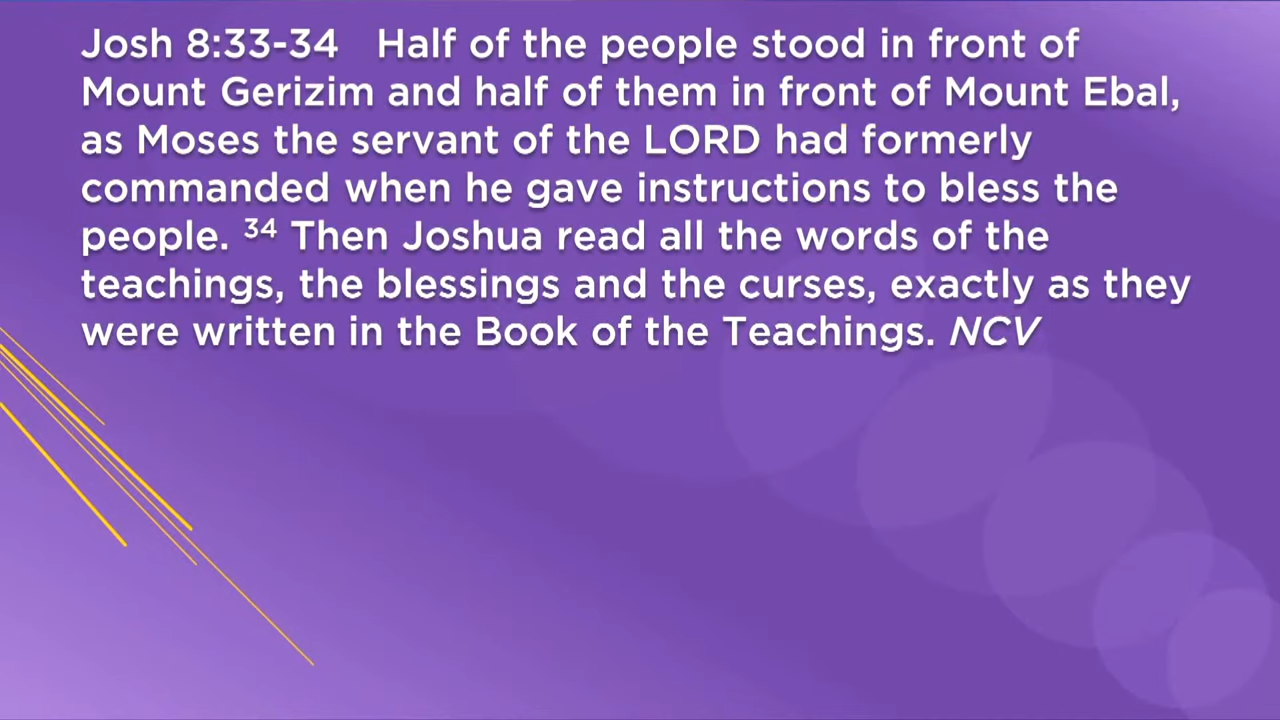 Josh 8:33-34 Half of the people stood in front of
Mount Gerizim and half of them in front of Mount Ebal,
as Moses the servant of the LORD had formerly
commanded when he gave instructions to bless the
people. 34 Then Joshua read all the words of the
teachings, the blessings and the curses, exactly as they
were written in the Book of the Teachings. NCV